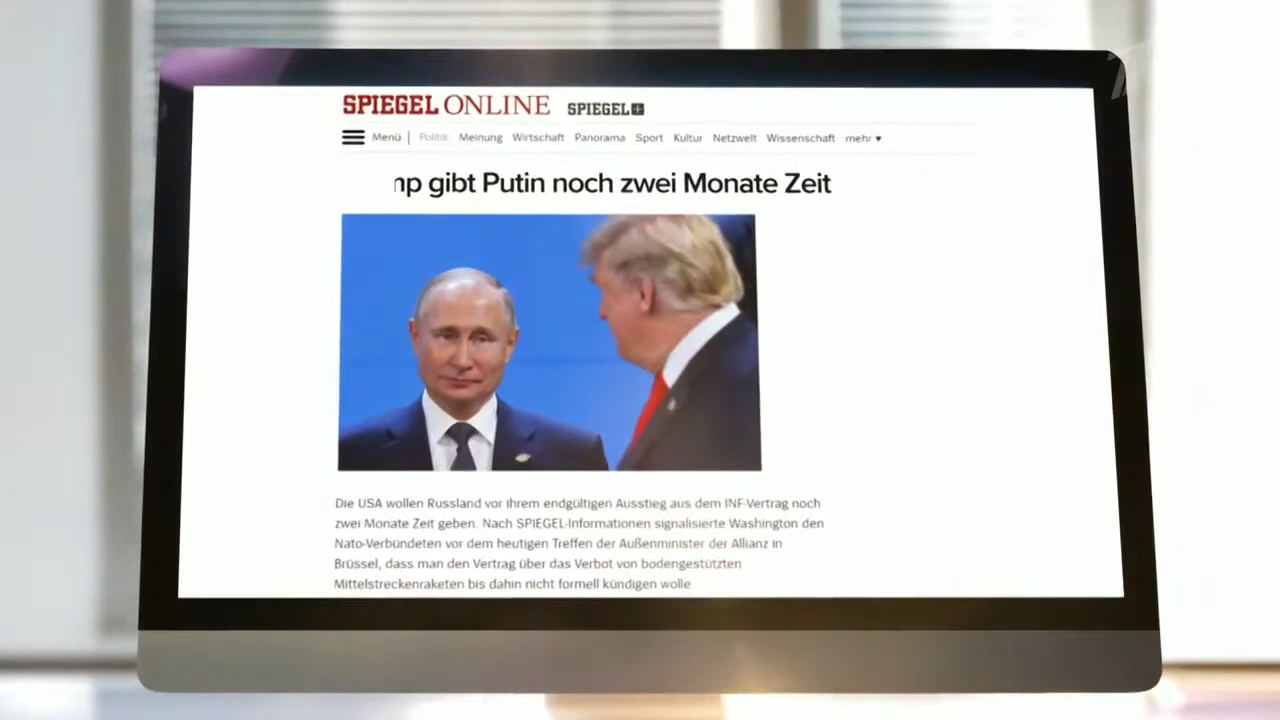 SPIEGEL ONLINE SPIEGEL+
Menü | Politik Meinung Wirtschaft Panorama Sport Kultur Netzwelt Wissenschaft mehr ▾
gibt Putin noch zwei Monate Zeit
Die USA wollen Russland vor ihrem endgültigen Ausstieg aus dem INF-Vertrag noch
zwei Monate Zeit geben. Nach SPIEGEL-Informationen signalisierte Washington den
Nato-Verbündeten vor dem heutigen Treffen der Außenminister der Allianz in
Brüssel, dass man den Vertrag über das Verbot von bodengestützten
Mittelstreckenraketen bis dahin nicht formell kündigen wolle.